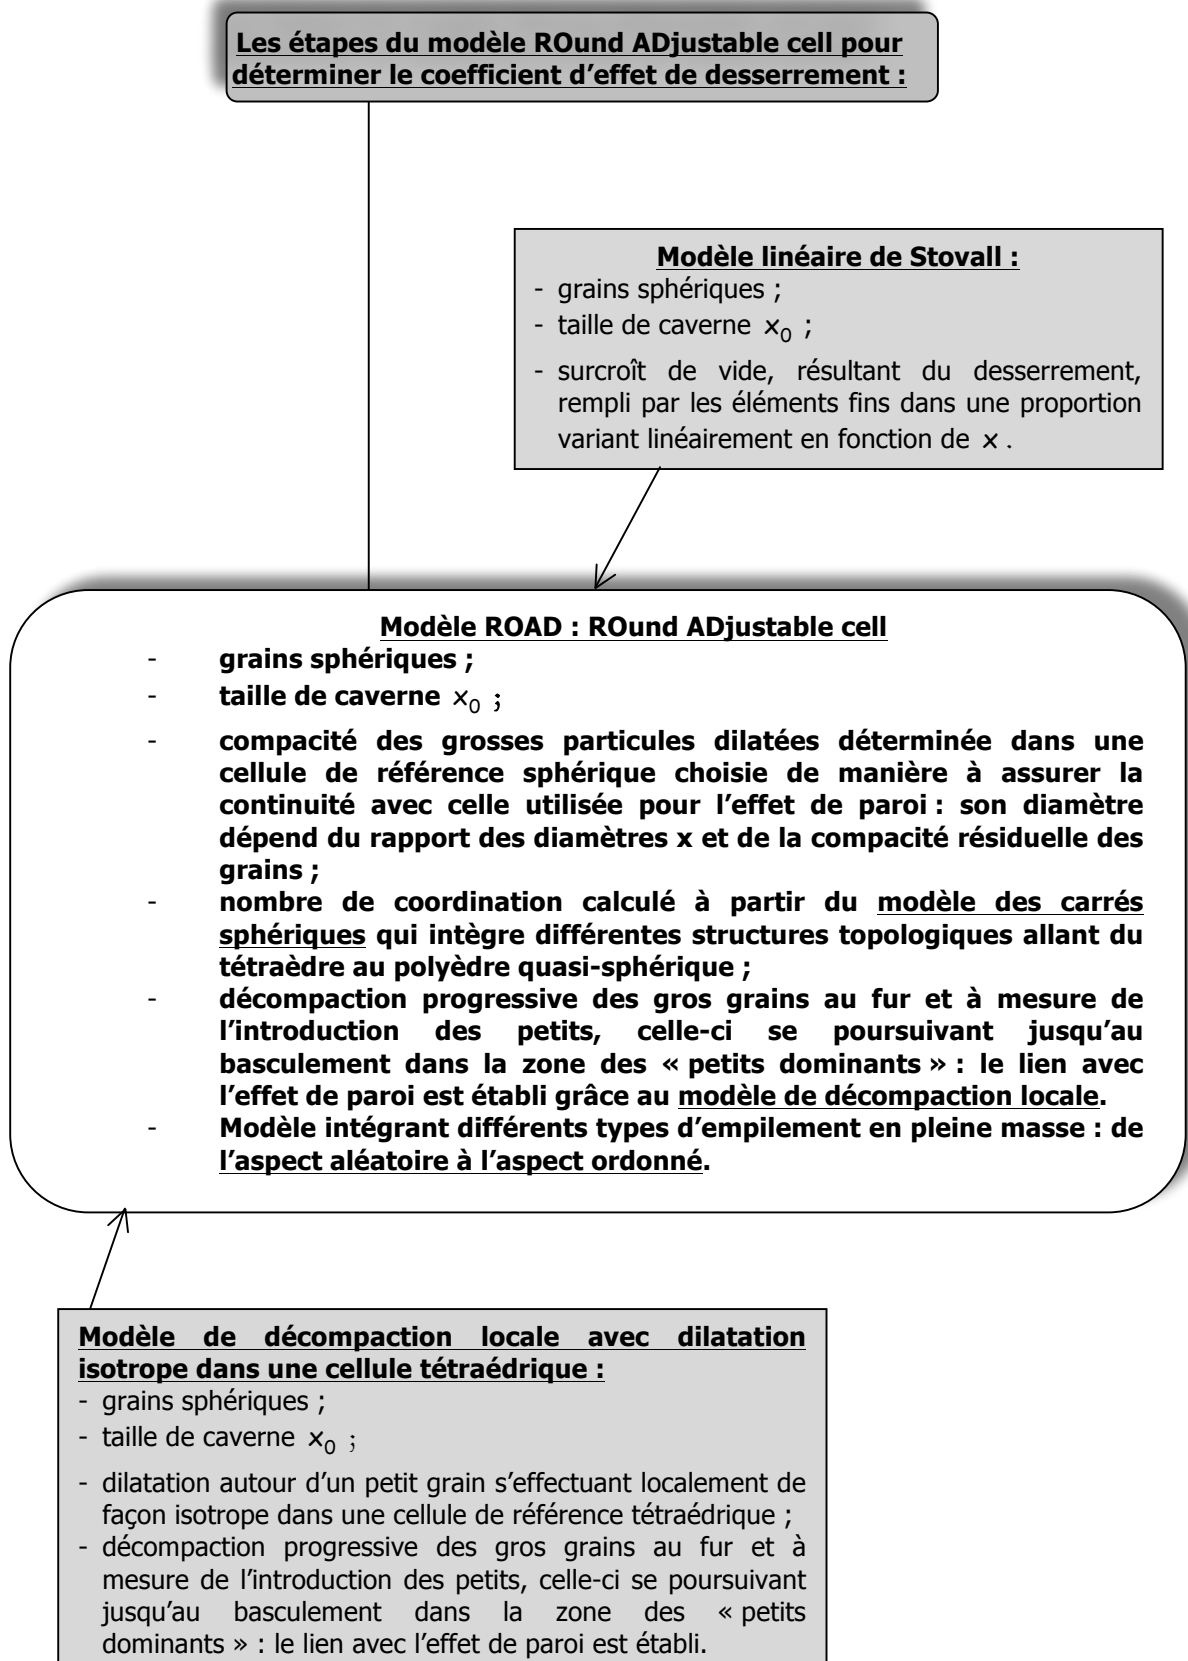 Les étapes du modèle ROund ADjustable cell pour
déterminer le coefficient d’effet de desserrement :
Modèle linéaire de Stovall :
- grains sphériques ;
- taille de caverne x₀ ;
- surcroît de vide, résultant du desserrement,
rempli par les éléments fins dans une proportion
variant linéairement en fonction de x .
Modèle ROAD : ROund ADjustable cell
- grains sphériques ;
- taille de caverne x₀ ;
- compacité des grosses particules dilatées déterminée dans une
cellule de référence sphérique choisie de manière à assurer la
continuité avec celle utilisée pour l’effet de paroi : son diamètre
dépend du rapport des diamètres x et de la compacité résiduelle des
grains ;
- nombre de coordination calculé à partir du modèle des carrés
sphériques qui intègre différentes structures topologiques allant du
tétraèdre au polyèdre quasi-sphérique ;
- décompaction progressive des gros grains au fur et à mesure de
l’introduction des petits, celle-ci se poursuivant jusqu’au
basculement dans la zone des « petits dominants » : le lien avec
l’effet de paroi est établi grâce au modèle de décompaction locale.
- Modèle intégrant différents types d’empilement en pleine masse : de
l’aspect aléatoire à l’aspect ordonné.
Modèle de décompaction locale avec dilatation
isotrope dans une cellule tétraédrique :
- grains sphériques ;
- taille de caverne x₀ ;
- dilatation autour d’un petit grain s’effectuant localement de
façon isotrope dans une cellule de référence tétraédrique ;
- décompaction progressive des gros grains au fur et à
mesure de l’introduction des petits, celle-ci se poursuivant
jusqu’au basculement dans la zone des « petits
dominants » : le lien avec l’effet de paroi est établi.